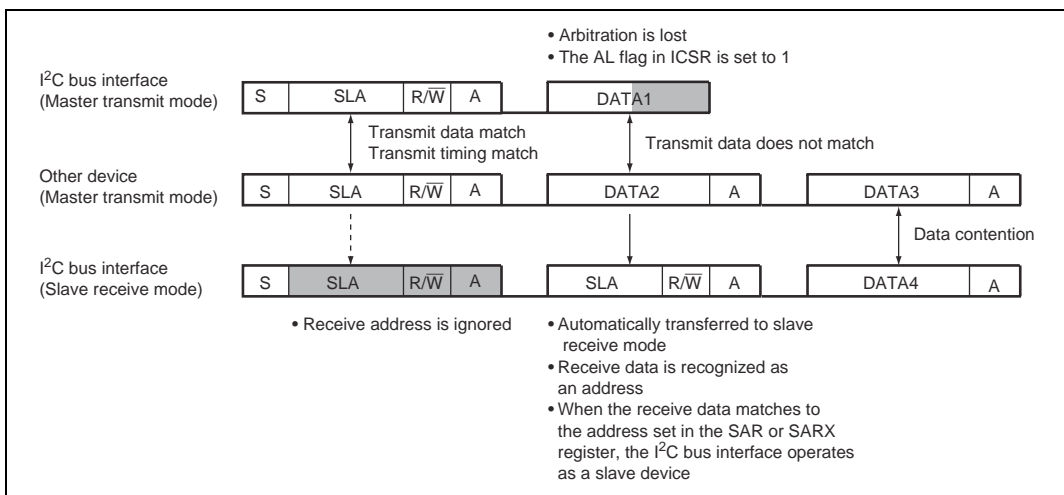 • Arbitration is lost
• The AL flag in ICSR is set to 1
I²C bus interface
(Master transmit mode)
S SLA R/W̅ A DATA1
Transmit data match
Transmit timing match
Transmit data does not match
Other device
(Master transmit mode)
S SLA R/W̅ A DATA2 A DATA3 A
Data contention
I²C bus interface
(Slave receive mode)
S SLA R/W̅ A SLA R/W̅ A DATA4 A
• Receive address is ignored
• Automatically transferred to slave
receive mode
• Receive data is recognized as
an address
• When the receive data matches to
the address set in the SAR or SARX
register, the I²C bus interface operates
as a slave device